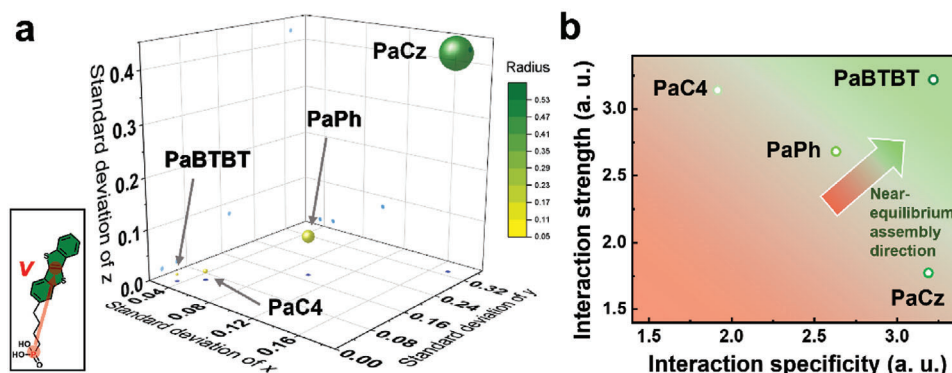 a
PaCz
Radius
0.53
0.47
0.41
0.35
0.29
0.23
0.17
0.11
0.05
PaPh
PaBTBT
PaC4
Standard deviation of z
0.4
0.3
0.2
0.1
0.0
0.04
0.08
0.12
0.16
Standard deviation of x
0.00
0.08
0.16
0.24
0.32
Standard deviation of y
V
S
S
HO
HO
O
b
Interaction strength (a. u.)
3.0
2.5
2.0
1.5
PaC4
PaBTBT
PaPh
Near-
equilibrium
assembly
direction
PaCz
1.5
2.0
2.5
3.0
Interaction specificity (a. u.)